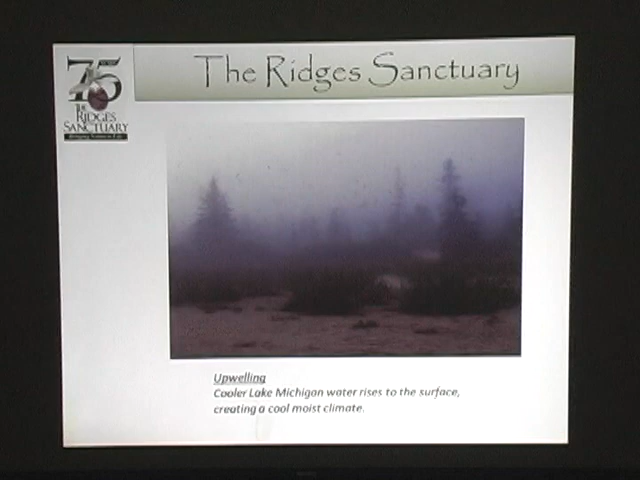 75
THE
RIDGES
SANCTUARY
The Ridges Sanctuary
Upwelling
Cooler Lake Michigan water rises to the surface,
creating a cool moist climate.